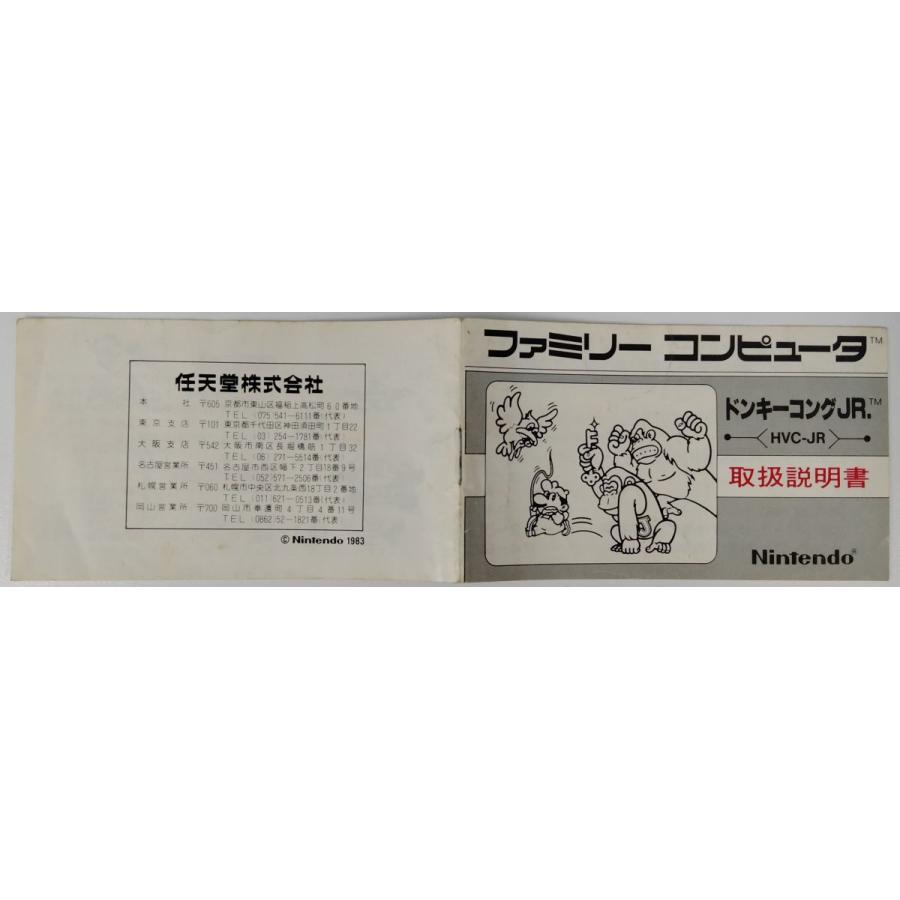 任天堂株式会社
本 社 〒605 京都市東山区福稲上高松町60番地
TEL (075)541-6111番(代表)
東京支店 〒101 東京都千代田区神田須田町1丁目22
TEL (03) 254-1781番(代表)
大阪支店 〒542 大阪市南区長堀橋筋1丁目32
TEL (06) 271-5514番(代表)
名古屋営業所 〒451 名古屋市西区幅下2丁目18番9号
TEL (052)571-2506番(代表)
札幌営業所 〒060 札幌市中央区北九条西18丁目2番地
TEL (011)621-0513番(代表)
岡山営業所 〒700 岡山市奉還町4丁目4番11号
TEL (0862)52-1821番(代表)
© Nintendo 1983
ファミリー コンピュータ™
ドンキーコングJR.™
〈HVC-JR〉
取扱説明書
Nintendo®